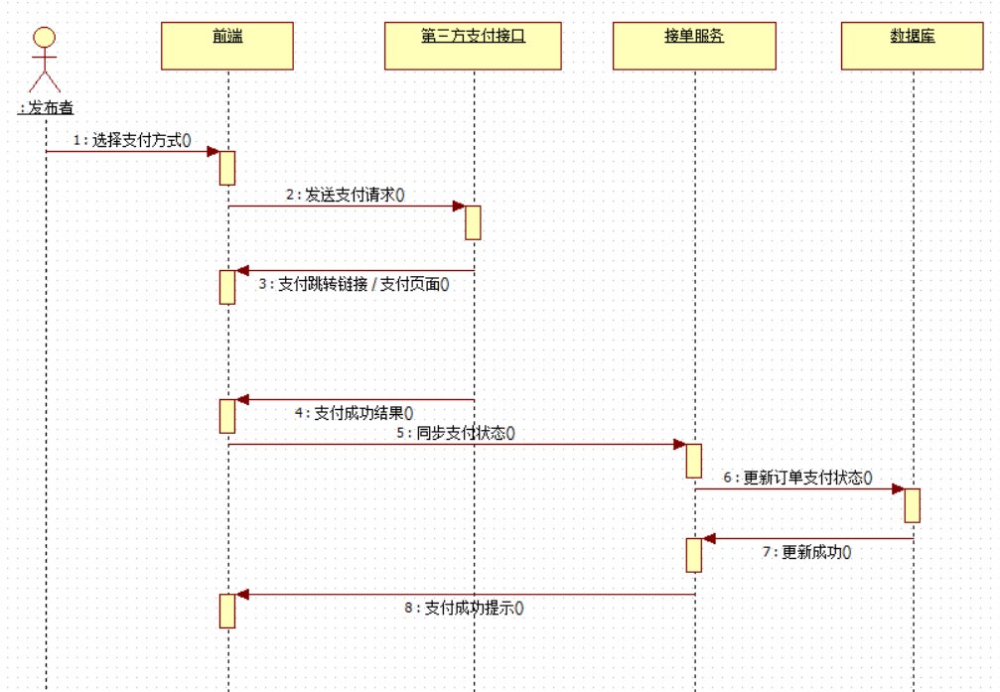 前端
第三方支付接口
接单服务
数据库
:发布者
1:选择支付方式()
2:发送支付请求()
3:支付跳转链接/支付页面()
4:支付成功结果()
5:同步支付状态()
6:更新订单支付状态()
7:更新成功()
8:支付成功提示()